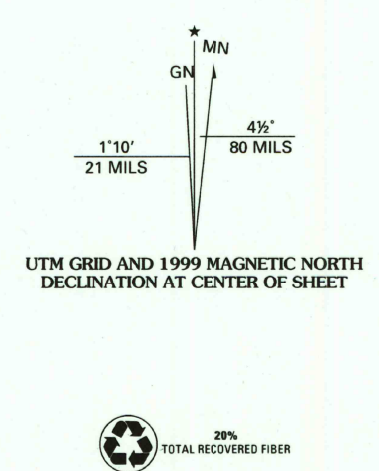 ★
MN
GN
4½°
80 MILS
1°10′
21 MILS
UTM GRID AND 1999 MAGNETIC NORTH
DECLINATION AT CENTER OF SHEET
20%
TOTAL RECOVERED FIBER